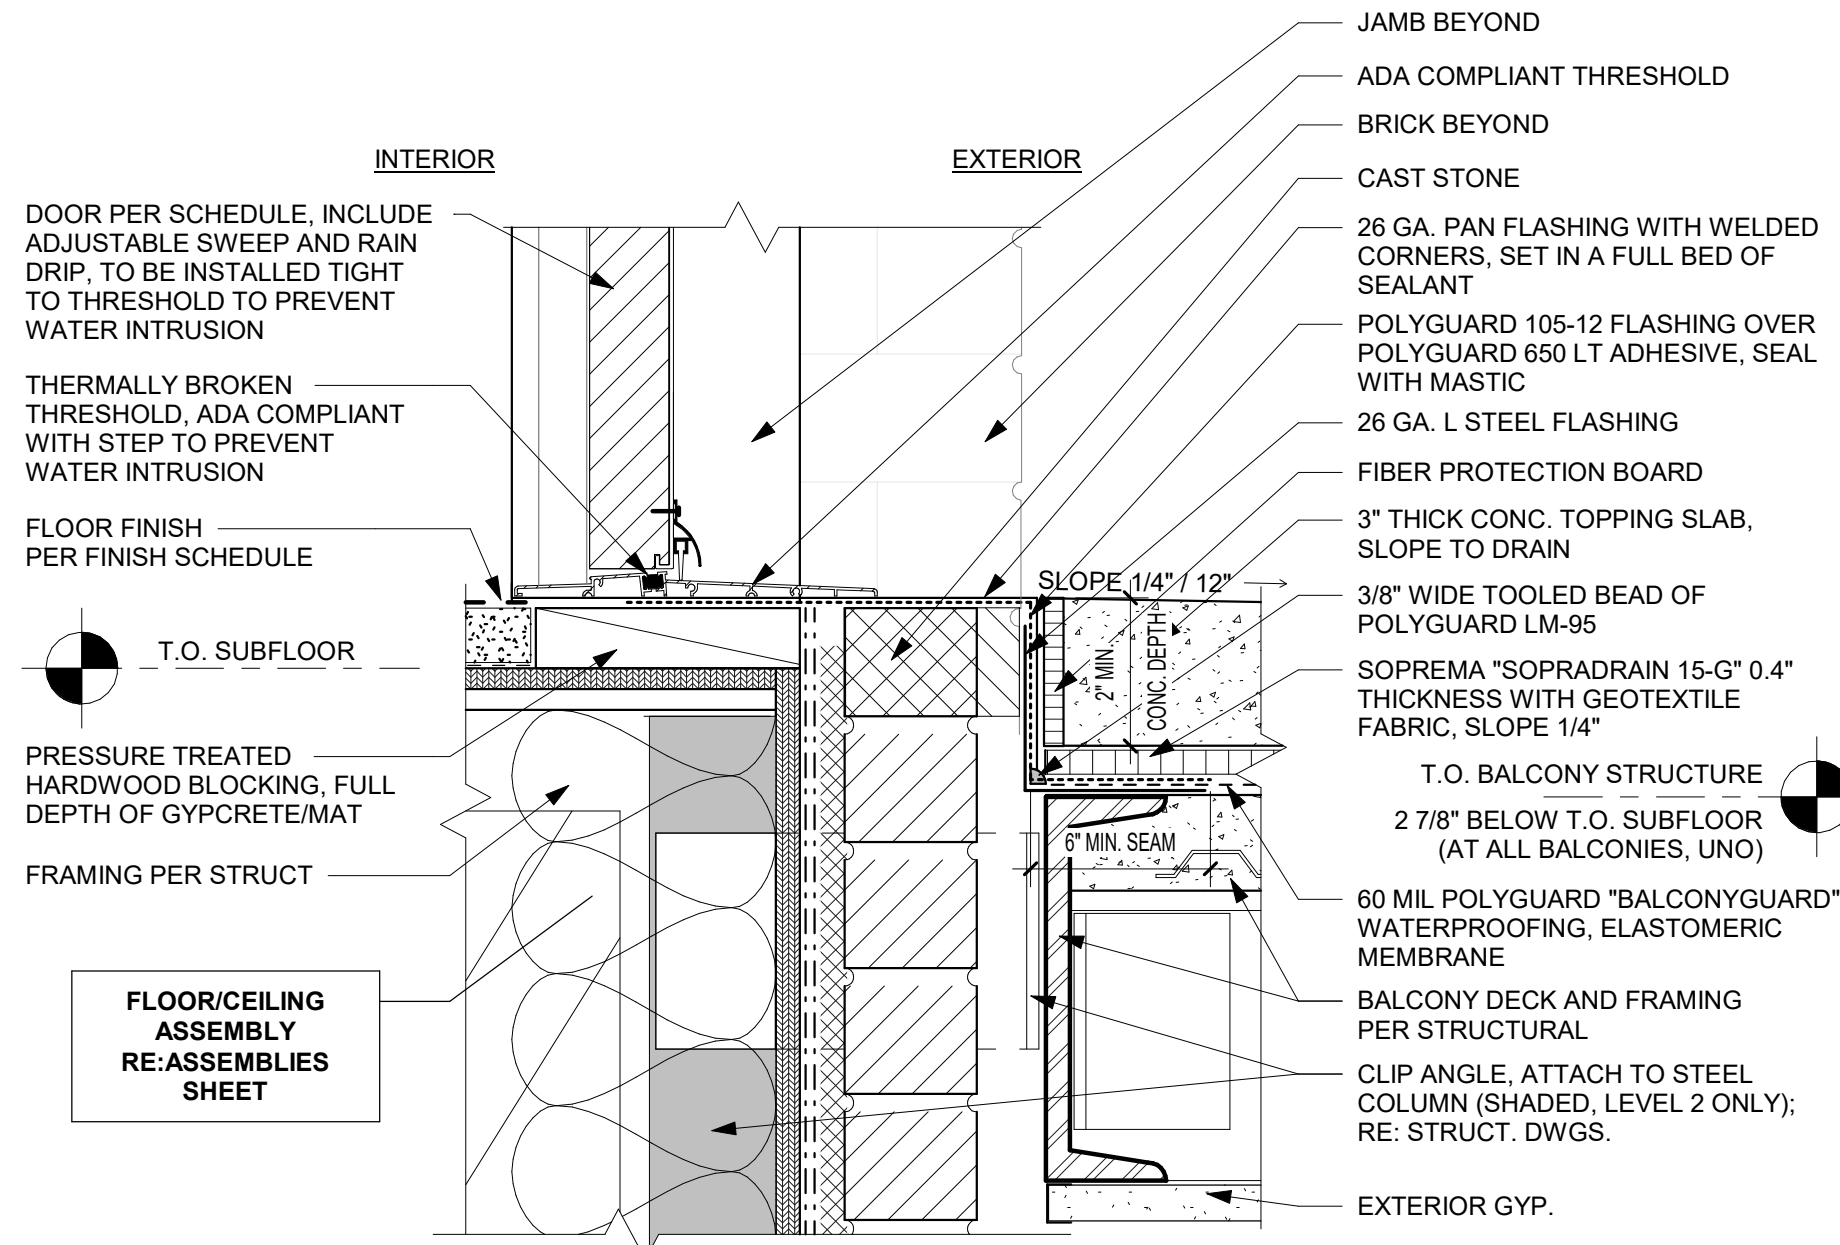 INTERIOR
EXTERIOR
DOOR PER SCHEDULE, INCLUDE
ADJUSTABLE SWEEP AND RAIN
DRIP, TO BE INSTALLED TIGHT
TO THRESHOLD TO PREVENT
WATER INTRUSION
THERMALLY BROKEN
THRESHOLD, ADA COMPLIANT
WITH STEP TO PREVENT
WATER INTRUSION
FLOOR FINISH
PER FINISH SCHEDULE
T.O. SUBFLOOR
PRESSURE TREATED
HARDWOOD BLOCKING, FULL
DEPTH OF GYPCRETE/MAT
FRAMING PER STRUCT
FLOOR/CEILING
ASSEMBLY
RE:ASSEMBLIES
SHEET
SLOPE 1/4" / 12"
2" MIN.
CONC. DEPTH
6" MIN. SEAM
JAMB BEYOND
ADA COMPLIANT THRESHOLD
BRICK BEYOND
CAST STONE
26 GA. PAN FLASHING WITH WELDED
CORNERS, SET IN A FULL BED OF
SEALANT
POLYGUARD 105-12 FLASHING OVER
POLYGUARD 650 LT ADHESIVE, SEAL
WITH MASTIC
26 GA. L STEEL FLASHING
FIBER PROTECTION BOARD
3" THICK CONC. TOPPING SLAB,
SLOPE TO DRAIN
3/8" WIDE TOOLED BEAD OF
POLYGUARD LM-95
SOPREMA "SOPRADRAIN 15-G" 0.4"
THICKNESS WITH GEOTEXTILE
FABRIC, SLOPE 1/4"
T.O. BALCONY STRUCTURE
2 7/8" BELOW T.O. SUBFLOOR
(AT ALL BALCONIES, UNO)
60 MIL POLYGUARD "BALCONYGUARD"
WATERPROOFING, ELASTOMERIC
MEMBRANE
BALCONY DECK AND FRAMING
PER STRUCTURAL
CLIP ANGLE, ATTACH TO STEEL
COLUMN (SHADED, LEVEL 2 ONLY);
RE: STRUCT. DWGS.
EXTERIOR GYP.